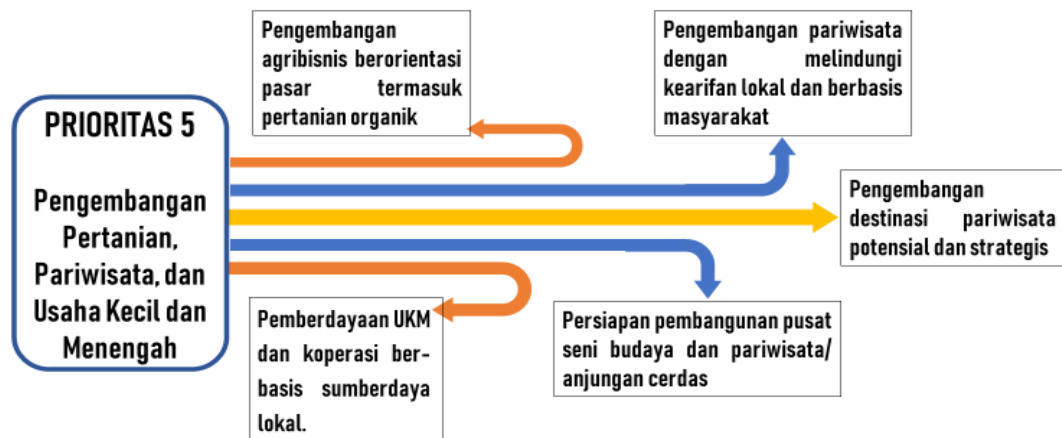 PRIORITAS 5
Pengembangan
Pertanian,
Pariwisata, dan
Usaha Kecil dan
Menengah
Pengembangan
agribisnis berorientasi
pasar termasuk
pertanian organik
Pengembangan pariwisata
dengan melindungi
kearifan lokal dan berbasis
masyarakat
Pengembangan
destinasi pariwisata
potensial dan strategis
Persiapan pembangunan pusat
seni budaya dan pariwisata/
anjungan cerdas
Pemberdayaan UKM
dan koperasi ber-
basis sumberdaya
lokal.